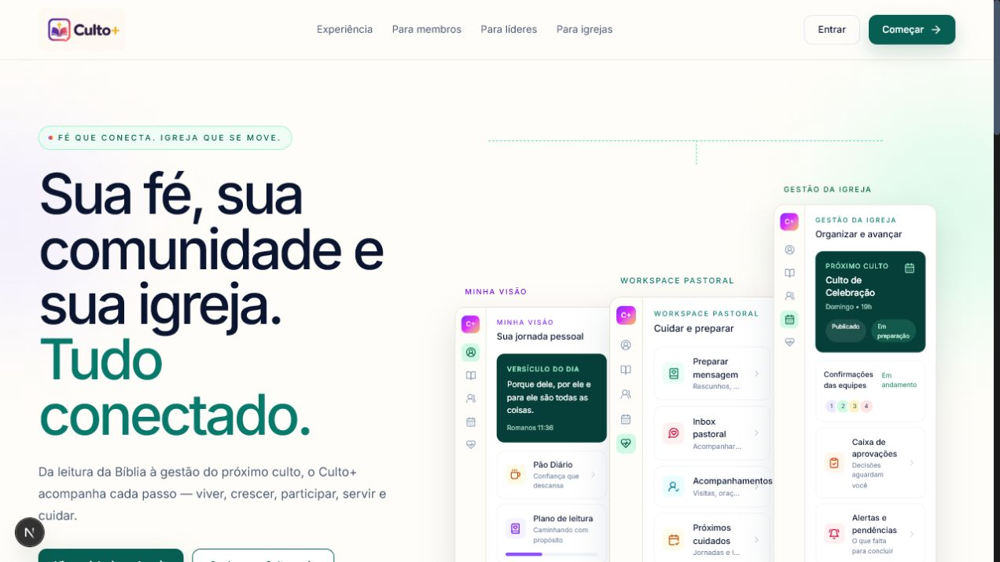 Culto+
Experiência
Para membros
Para líderes
Para igrejas
Entrar
Começar
FÉ QUE CONECTA. IGREJA QUE SE MOVE.
Sua fé, sua
comunidade e
sua igreja.
Tudo
conectado.
Da leitura da Bíblia à gestão do próximo culto, o Culto+
acompanha cada passo — viver, crescer, participar, servir e
cuidar.
N
MINHA VISÃO
C+
MINHA VISÃO
Sua jornada pessoal
VERSÍCULO DO DIA
Porque dele, por ele e
para ele são todas as
coisas.
Romanos 11:36
Pão Diário
Confiança que
descansa
Plano de leitura
Caminhando com
propósito
WORKSPACE PASTORAL
C+
WORKSPACE PASTORAL
Cuidar e preparar
Preparar
mensagem
Rascunhos, ...
Inbox
pastoral
Acompanhar...
Acompanhamentos
Visitas, oraç...
Próximos
cuidados
Jornadas e l...
GESTÃO DA IGREJA
C+
GESTÃO DA IGREJA
Organizar e avançar
PRÓXIMO CULTO
Culto de
Celebração
Domingo • 19h
Publicado
Em
preparação
Confirmações
das equipes
Em
andamento
1 2 3 4
Caixa de
aprovações
Decisões
aguardam
você
Alertas e
pendências
O que falta
para concluir